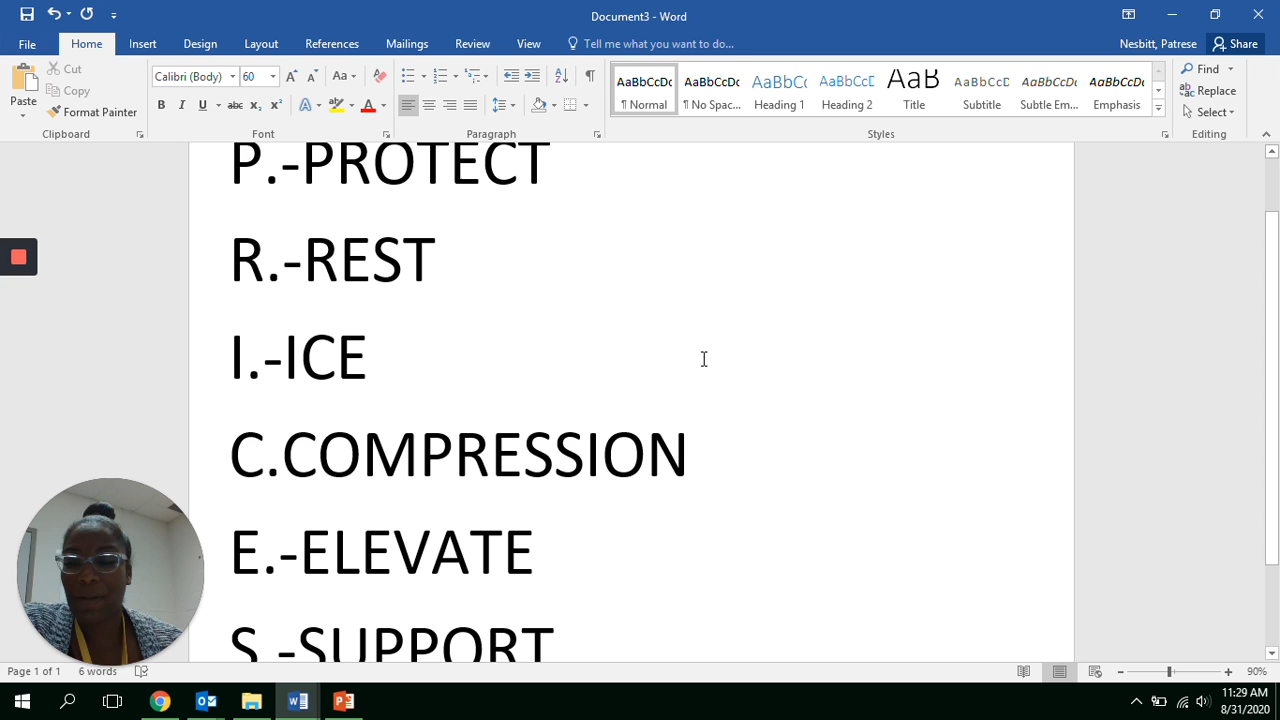 Document3 - Word
File Home Insert Design Layout References Mailings Review View Tell me what you want to do... Nesbitt, Patrese Share
Paste Cut Copy Format Painter
Calibri (Body) 60
AaBbCcDc AaBbCcDc AaBbCc AaBbCcD AaB AaBbCcD AaBbCcDc AaBbCcDc
¶ Normal ¶ No Spac... Heading 1 Heading 2 Title Subtitle Subtle Em... Emphasis
Find Replace Select
Clipboard Font Paragraph Styles Editing
P.-PROTECT
R.-REST
I.-ICE
C.COMPRESSION
E.-ELEVATE
S.-SUPPORT
Page 1 of 1 6 words 90%
11:29 AM
8/31/2020